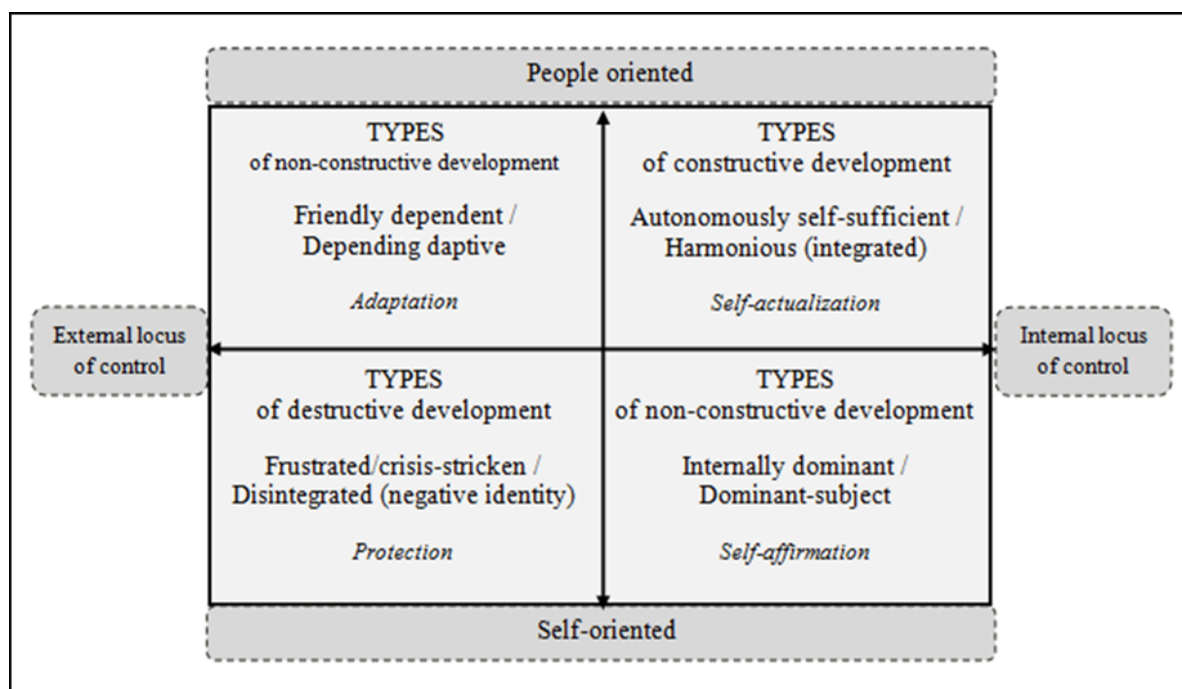 People oriented
TYPES
of non-constructive development
Friendly dependent /
Depending daptive
Adaptation
TYPES
of constructive development
Autonomously self-sufficient /
Harmonious (integrated)
Self-actualization
External locus
of control
Internal locus
of control
TYPES
of destructive development
Frustrated/crisis-stricken /
Disintegrated (negative identity)
Protection
TYPES
of non-constructive development
Internally dominant /
Dominant-subject
Self-affirmation
Self-oriented